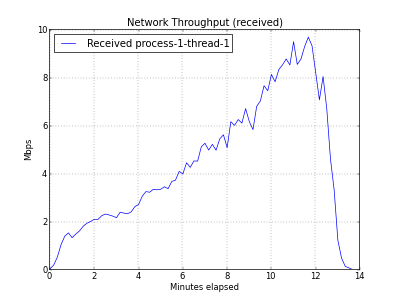 Network Throughput (received)
Received process-1-thread-1
Mbps
10
8
6
4
2
0
0 2 4 6 8 10 12 14
Minutes elapsed